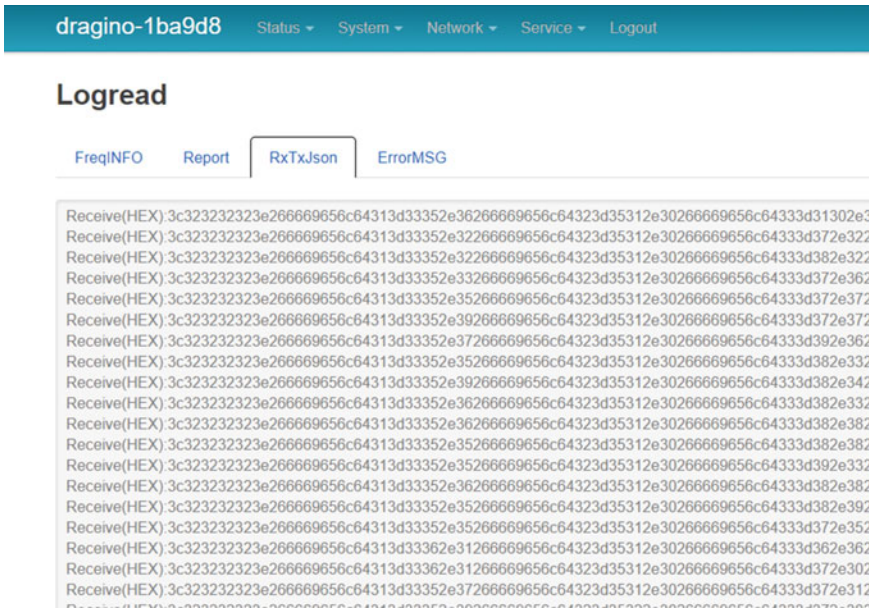 dragino-1ba9d8 Status System Network Service Logout
Logread
FreqINFO Report RxTxJson ErrorMSG
Receive(HEX):3c323232323e266669656c64313d33352e36266669656c64323d35312e30266669656c64333d31302e3
Receive(HEX):3c323232323e266669656c64313d33352e32266669656c64323d35312e30266669656c64333d372e322
Receive(HEX):3c323232323e266669656c64313d33352e32266669656c64323d35312e30266669656c64333d382e322
Receive(HEX):3c323232323e266669656c64313d33352e33266669656c64323d35312e30266669656c64333d372e362
Receive(HEX):3c323232323e266669656c64313d33352e35266669656c64323d35312e30266669656c64333d372e372
Receive(HEX):3c323232323e266669656c64313d33352e39266669656c64323d35312e30266669656c64333d372e372
Receive(HEX):3c323232323e266669656c64313d33352e37266669656c64323d35312e30266669656c64333d392e362
Receive(HEX):3c323232323e266669656c64313d33352e35266669656c64323d35312e30266669656c64333d382e332
Receive(HEX):3c323232323e266669656c64313d33352e39266669656c64323d35312e30266669656c64333d382e342
Receive(HEX):3c323232323e266669656c64313d33352e36266669656c64323d35312e30266669656c64333d382e332
Receive(HEX):3c323232323e266669656c64313d33352e36266669656c64323d35312e30266669656c64333d382e382
Receive(HEX):3c323232323e266669656c64313d33352e35266669656c64323d35312e30266669656c64333d382e382
Receive(HEX):3c323232323e266669656c64313d33352e35266669656c64323d35312e30266669656c64333d392e332
Receive(HEX):3c323232323e266669656c64313d33352e36266669656c64323d35312e30266669656c64333d382e382
Receive(HEX):3c323232323e266669656c64313d33352e35266669656c64323d35312e30266669656c64333d382e392
Receive(HEX):3c323232323e266669656c64313d33352e35266669656c64323d35312e30266669656c64333d372e352
Receive(HEX):3c323232323e266669656c64313d33362e31266669656c64323d35312e30266669656c64333d362e362
Receive(HEX):3c323232323e266669656c64313d33362e31266669656c64323d35312e30266669656c64333d372e302
Receive(HEX):3c323232323e266669656c64313d33352e37266669656c64323d35312e30266669656c64333d372e312